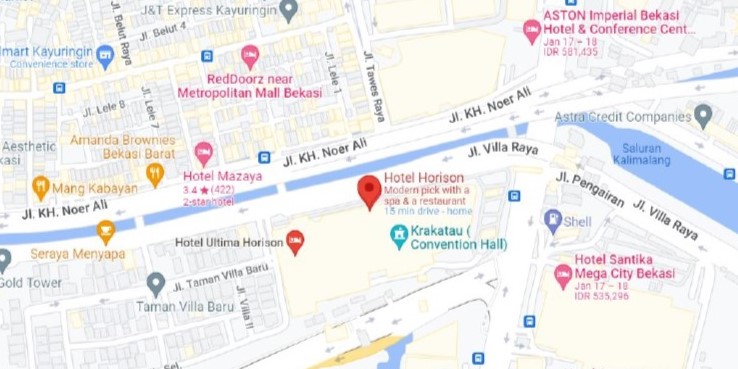 J&T Express Kayuringin
ASTON Imperial Bekasi
Hotel & Conference Cent...
Jan 17 – 18
IDR 581,435
Jl. Belut Raya
Jl. Belut 4
mart Kayuringin
Convenience store
RedDoorz near
Metropolitan Mall Bekasi
Jl. Lele 1
Jl. Tawes Raya
Jl. Lele 8
Jl. Lele 7
Jl. KH. Noer Ali
Astra Credit Companies
Aesthetic
kasi
Amanda Brownies
Bekasi Barat
Jl. KH. Noer Ali
Jl. Villa Raya
Saluran
Kalimalang
Hotel Mazaya
3.4 ★ (422)
2-star hotel
Mang Kabayan
Hotel Horison
Modern pick with a
spa & a restaurant
15 min drive - home
Jl. Pengairan
Jl. Villa Raya
Jl. KH. Noer Ali
Shell
Krakatau (
Convention Hall)
Hotel Ultima Horison
Seraya Menyapa
Gold Tower
Jl. Taman Villa Baru
Taman Villa Baru
Jl. Villa II
Hotel Santika
Mega City Bekasi
Jan 17 – 18
IDR 535,296
Sel.